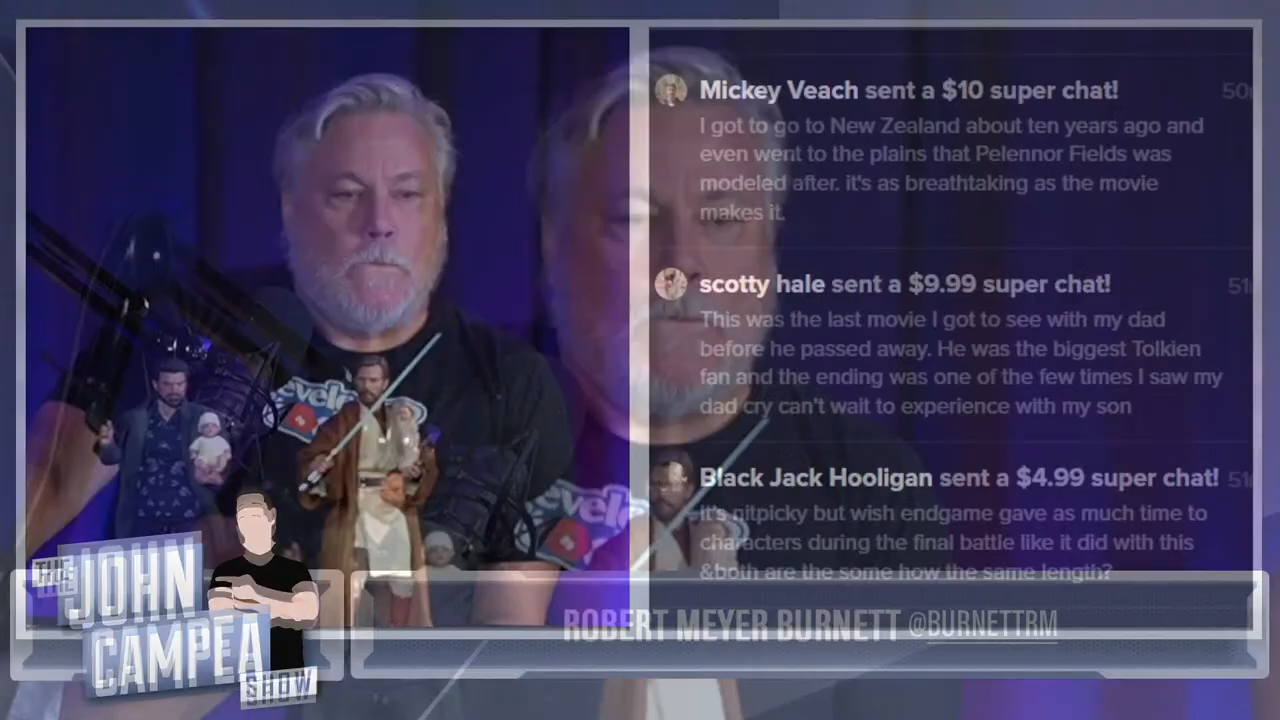 Mickey Veach sent a $10 super chat!
I got to go to New Zealand about ten years ago and
even went to the plains that Pelennor Fields was
modeled after. it's as breathtaking as the movie
makes it.
scotty hale sent a $9.99 super chat!
This was the last movie I got to see with my dad
before he passed away. He was the biggest Tolkien
fan and the ending was one of the few times I saw my
dad cry can't wait to experience with my son
Black Jack Hooligan sent a $4.99 super chat!
it's nitpicky but wish endgame gave as much time to
characters during the final battle like it did with this
&both are the some how the same length?
THE
JOHN
CAMPEA
SHOW
ROBERT MEYER BURNETT @BURNETTRM